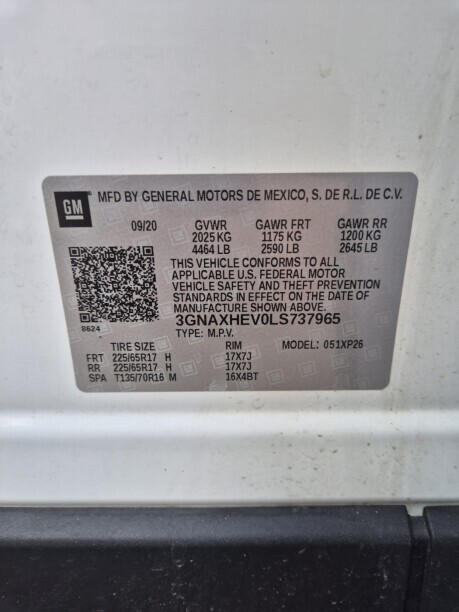 GM MFD BY GENERAL MOTORS DE MEXICO, S. DE R.L. DE C.V.
09/20 GVWR GAWR FRT GAWR RR
2025 KG 1175 KG 1200 KG
4464 LB 2590 LB 2645 LB
THIS VEHICLE CONFORMS TO ALL
APPLICABLE U.S. FEDERAL MOTOR
VEHICLE SAFETY AND THEFT PREVENTION
STANDARDS IN EFFECT ON THE DATE OF
MANUFACTURE SHOWN ABOVE.
8624 3GNAXHEV0LS737965
TYPE: M.P.V.
TIRE SIZE RIM MODEL: 051XP26
FRT 225/65R17 H 17X7J
RR 225/65R17 H 17X7J
SPA T135/70R16 M 16X4BT